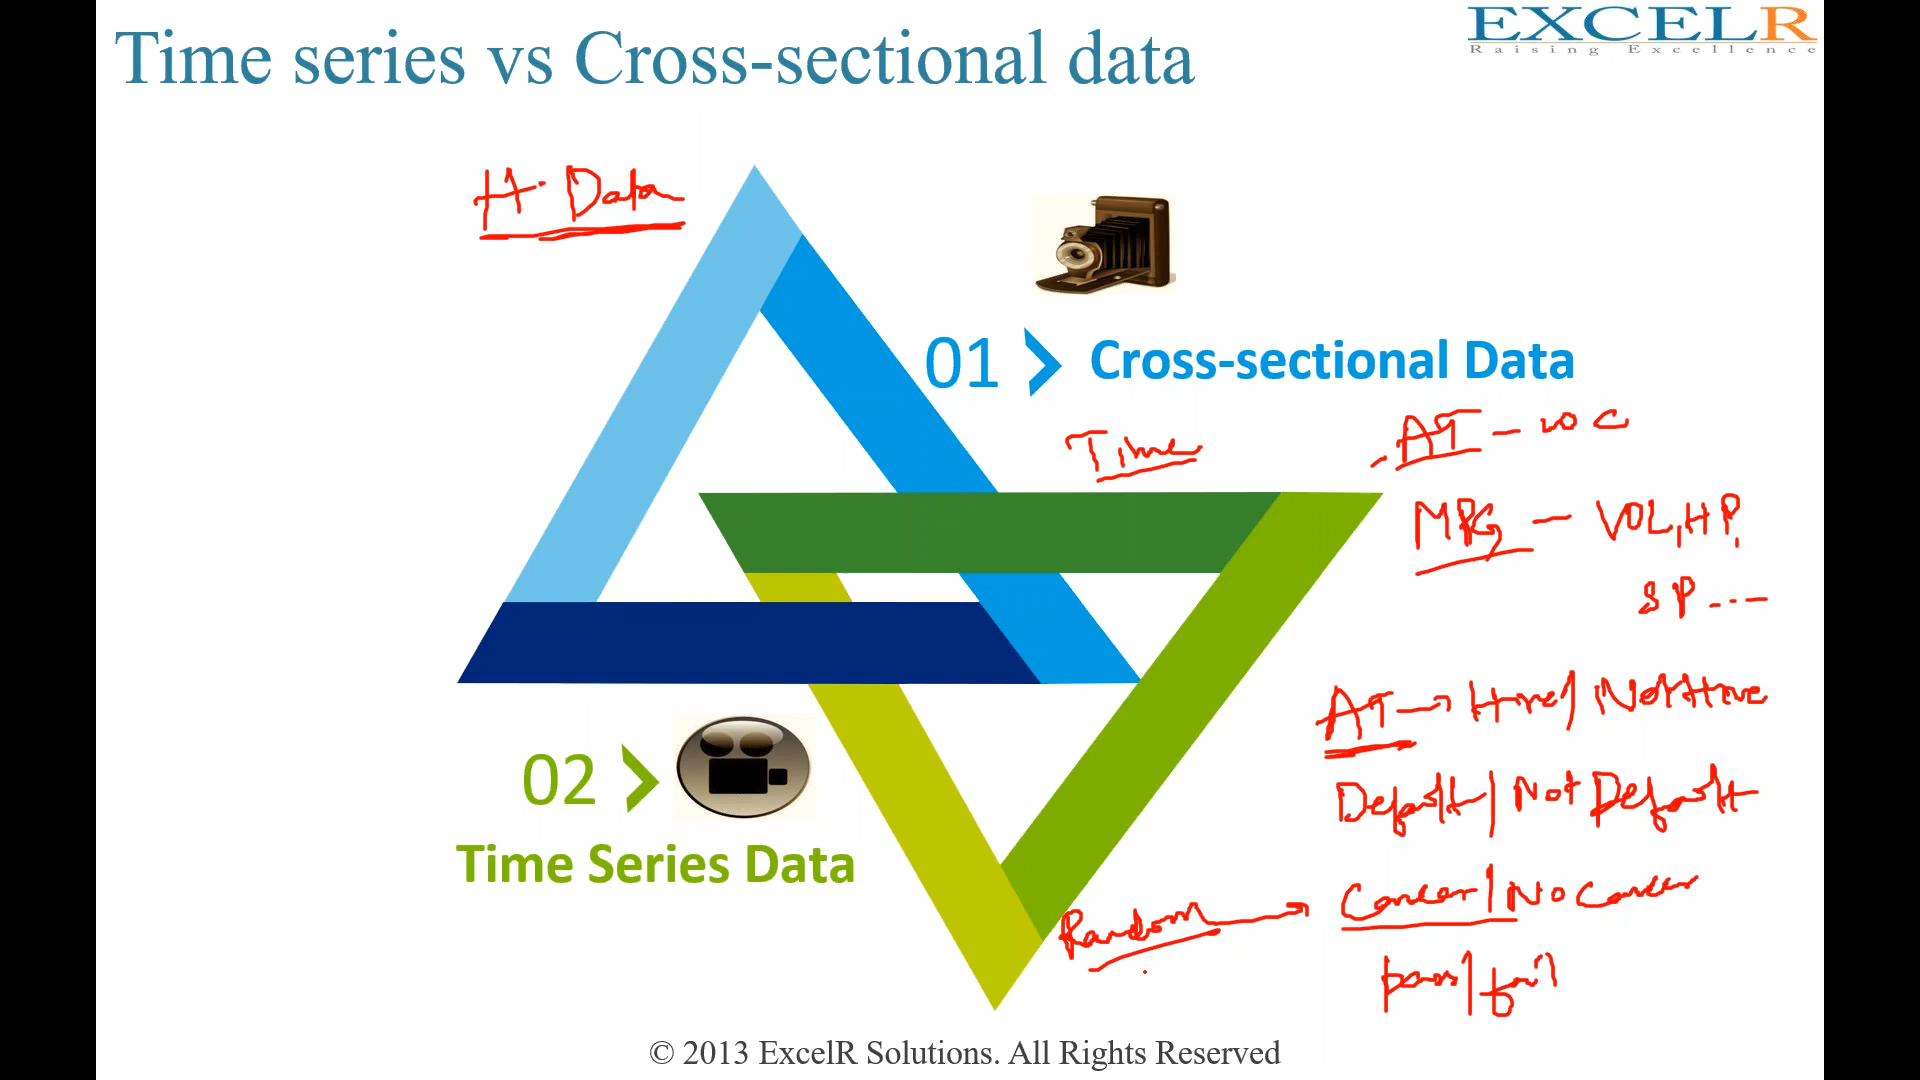 Time series vs Cross-sectional data
EXCELR
Raising Excellence
H. Data
01 Cross-sectional Data
Time
AT - WC
MPG - VOL, HP,
SP ---
AT → Hire/ Not Hire
Default/Not Default
02
Time Series Data
Random → Cancer/No Cancer
pass/fail
© 2013 ExcelR Solutions. All Rights Reserved